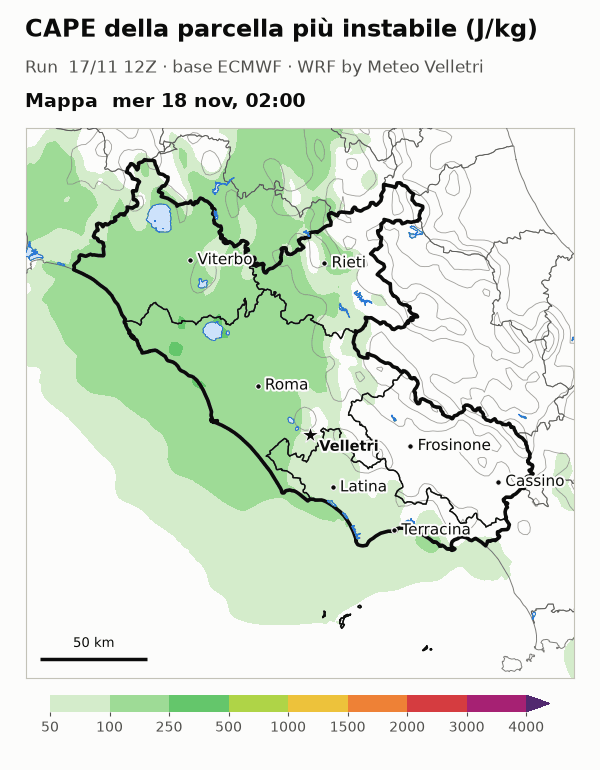 CAPE della parcella più instabile (J/kg)
Run  17/11 12Z · base ECMWF · WRF by Meteo Velletri
Mappa  mer 18 nov, 02:00
Viterbo
Rieti
Roma
Velletri
Frosinone
Latina
Cassino
Terracina
50 km
50 100 250 500 1000 1500 2000 3000 4000